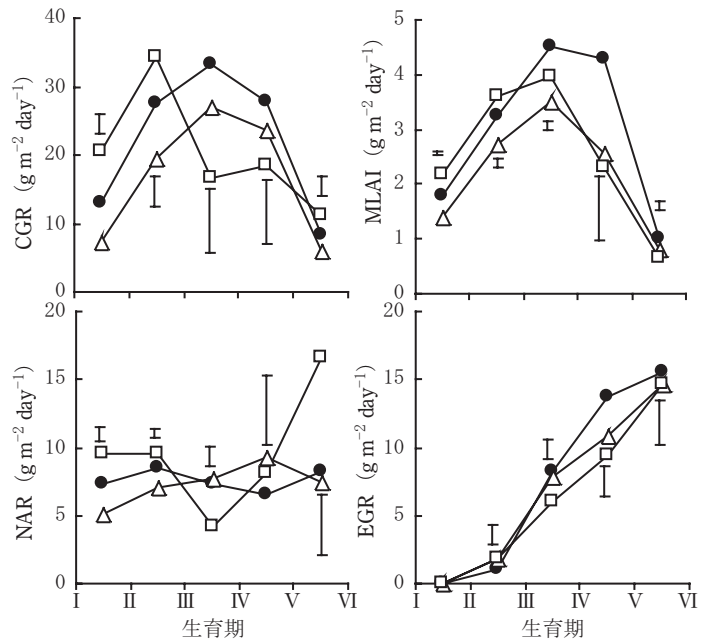 40
30
20
10
0
CGR (g m⁻² day⁻¹)
5
4
3
2
1
0
MLAI (g m⁻² day⁻¹)
20
15
10
5
0
NAR (g m⁻² day⁻¹)
I II III IV V VI
生育期
20
15
10
5
0
EGR (g m⁻² day⁻¹)
I II III IV V VI
生育期